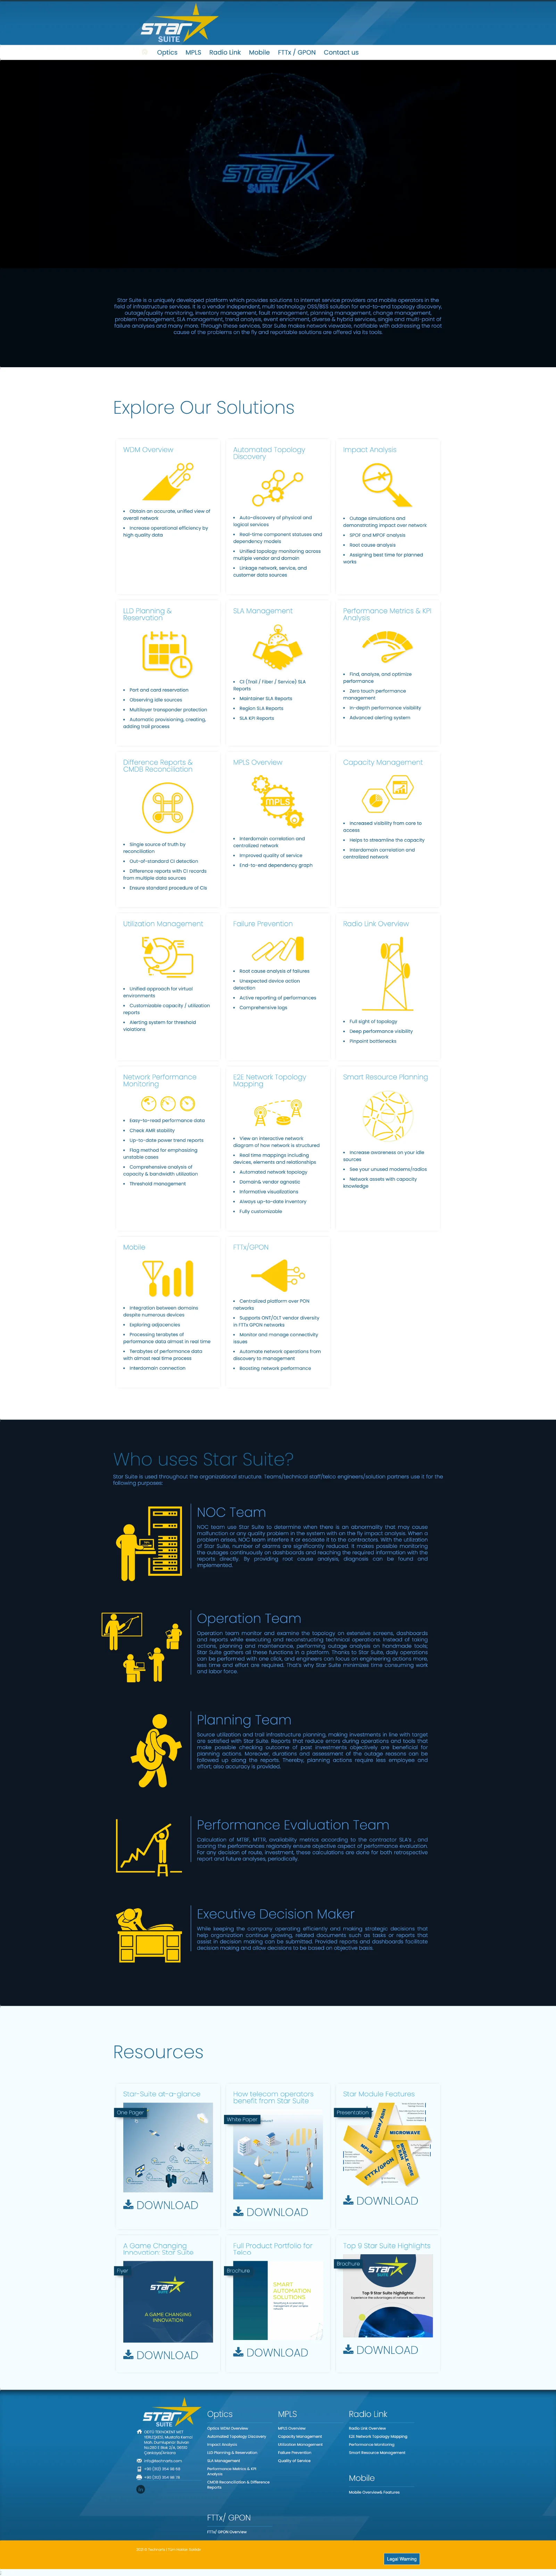 STAR
SUITE
Optics MPLS Radio Link Mobile FTTx / GPON Contact us
STAR
SUITE
Star Suite is a uniquely developed platform which provides solutions to internet service providers and mobile operators in the
field of infrastructure services. It is a vendor independent, multi technology OSS/BSS solution for end-to-end topology discovery,
outage/quality monitoring, inventory management, fault management, planning management, change management,
problem management, SLA management, trend analysis, event enrichment, diverse & hybrid services, single and multi-point of
failure analyses and many more. Through these services, Star Suite makes network viewable, notifiable with addressing the root
cause of the problems on the fly and reportable solutions are offered via its tools.
Explore Our Solutions
WDM Overview
• Obtain an accurate, unified view of
overall network
• Increase operational efficiency by
high quality data
Automated Topology
Discovery
• Auto-discovery of physical and
logical services
• Real-time component statuses and
dependency models
• Unified topology monitoring across
multiple vendor and domain
• Linkage network, service, and
customer data sources
Impact Analysis
• Outage simulations and
demonstrating impact over network
• SPOF and MPOF analysis
• Root cause analysis
• Assigning best time for planned
works
LLD Planning &
Reservation
• Port and card reservation
• Observing idle sources
• Multilayer transponder protection
• Automatic provisioning, creating,
adding trail process
SLA Management
• CI (Trail / Fiber / Service) SLA
Reports
• Maintainer SLA Reports
• Region SLA Reports
• SLA KPI Reports
Performance Metrics & KPI
Analysis
• Find, analyze, and optimize
performance
• Zero touch performance
management
• In-depth performance visibility
• Advanced alerting system
Difference Reports &
CMDB Reconciliation
• Single source of truth by
reconciliation
• Out-of-standard CI detection
• Difference reports with CI records
from multiple data sources
• Ensure standard procedure of CIs
MPLS Overview
MPLS
• Interdomain correlation and
centralized network
• Improved quality of service
• End-to-end dependency graph
Capacity Management
• Increased visibility from core to
access
• Helps to streamline the capacity
• Interdomain correlation and
centralized network
Utilization Management
• Unified approach for virtual
environments
• Customizable capacity / utilization
reports
• Alerting system for threshold
violations
Failure Prevention
• Root cause analysis of failures
• Unexpected device action
detection
• Active reporting of performances
• Comprehensive logs
Radio Link Overview
• Full sight of topology
• Deep performance visibility
• Pinpoint bottlenecks
Network Performance
Monitoring
• Easy-to-read performance data
• Check AMR stability
• Up-to-date power trend reports
• Flag method for emphasizing
unstable cases
• Comprehensive analysis of
capacity & bandwidth utilization
• Threshold management
E2E Network Topology
Mapping
• View an interactive network
diagram of how network is structured
• Real time mappings including
devices, elements and relationships
• Automated network topology
• Domain& vendor agnostic
• Informative visualizations
• Always up-to-date inventory
• Fully customizable
Smart Resource Planning
• Increase awareness on your idle
sources
• See your unused modems/radios
• Network assets with capacity
knowledge
Mobile
• Integration between domains
despite numerous devices
• Exploring adjacencies
• Processing terabytes of
performance data almost in real time
• Terabytes of performance data
with almost real time process
• Interdomain connection
FTTx/GPON
• Centralized platform over PON
networks
• Supports ONT/OLT vendor diversity
in FTTx GPON networks
• Monitor and manage connectivity
issues
• Automate network operations from
discovery to management
• Boosting network performance
Who uses Star Suite?
Star Suite is used throughout the organizational structure. Teams/technical staff/telco engineers/solution partners use it for the
following purposes:
NOC Team
NOC team use Star Suite to determine when there is an abnormality that may cause
malfunction or any quality problem in the system with on the fly impact analysis. When a
problem arises, NOC team interfere it or escalate it to the contractors. With the utilization
of Star Suite, number of alarms are significantly reduced. It makes possible monitoring
the outages continuously on dashboards and reaching the required information with the
reports directly. By providing root cause analysis, diagnosis can be found and
implemented.
Operation Team
Operation team monitor and examine the topology on extensive screens, dashboards
and reports while executing and reconstructing technical operations. Instead of taking
actions, planning and maintenance, performing outage analysis on handmade tools;
Star Suite gathers all these functions in a platform. Thanks to Star Suite, daily operations
can be performed with one click, and engineers can focus on engineering actions more,
less time and effort are required. That's why Star Suite minimizes time consuming work
and labor force.
Planning Team
Source utilization and trail infrastructure planning, making investments in line with target
are satisfied with Star Suite. Reports that reduce errors during operations and tools that
make possible checking outcome of past investments objectively are beneficial for
planning actions. Moreover, durations and assessment of the outage reasons can be
followed up along the reports. Thereby, planning actions require less employee and
effort, also accuracy is provided.
Performance Evaluation Team
Calculation of MTBF, MTTR, availability metrics according to the contractor SLA's , and
scoring the performances regionally ensure objective aspect of performance evaluation.
For any decision of route, investment, these calculations are done for both retrospective
report and future analyses, periodically.
Executive Decision Maker
While keeping the company operating efficiently and making strategic decisions that
help organization continue growing, related documents such as tasks or reports that
assist in decision making can be submitted. Provided reports and dashboards facilitate
decision making and allow decisions to be based on objective basis.
Resources
Star-Suite at-a-glance
One Pager
DOWNLOAD
How telecom operators
benefit from Star Suite
White Paper
DOWNLOAD
Star Module Features
Presentation
MICROWAVE
MPLS
FTTX/GPON
DOWNLOAD
A Game Changing
Innovation: Star Suite
Flyer
STAR
SUITE
A GAME CHANGING
INNOVATION
DOWNLOAD
Full Product Portfolio for
Telco
Brochure
SMART
AUTOMATION
SOLUTIONS
DOWNLOAD
Top 9 Star Suite Highlights
Brochure
STAR
SUITE
Top 9 Star Suite highlights:
Experience the advantages of network excellence
DOWNLOAD
STAR
SUITE
Optics
Optics WDM Overview
Automated Topology Discovery
Impact Analysis
LLD Planning & Reservation
SLA Management
Performance Metrics & KPI
Analysis
CMDB Reconciliation & Difference
Reports
MPLS
MPLS Overview
Capacity Management
Utilization Management
Failure Prevention
Quality of Service
Radio Link
Radio Link Overview
E2E Network Topology Mapping
Performance Monitoring
Smart Resource Management
Mobile
Mobile Overview& Features
FTTx/ GPON
FTTx/ GPON Overview
Legal Warning